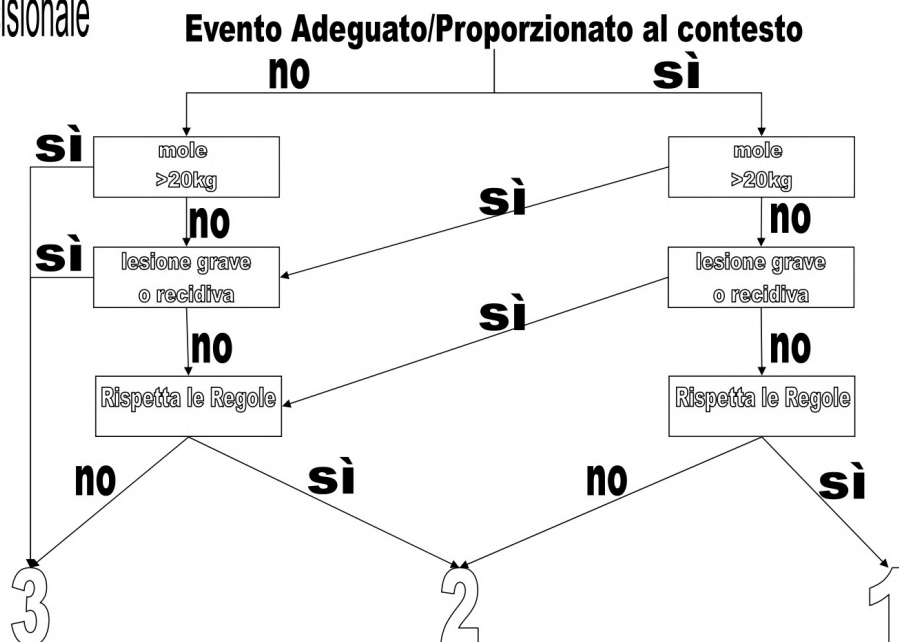 Evento Adeguato/Proporzionato al contesto
no
sì
sì
mole
>20kg
mole
>20kg
sì
no
no
sì
lesione grave
o recidiva
lesione grave
o recidiva
sì
no
no
Rispetta le Regole
Rispetta le Regole
no
sì
no
sì
3
2
1